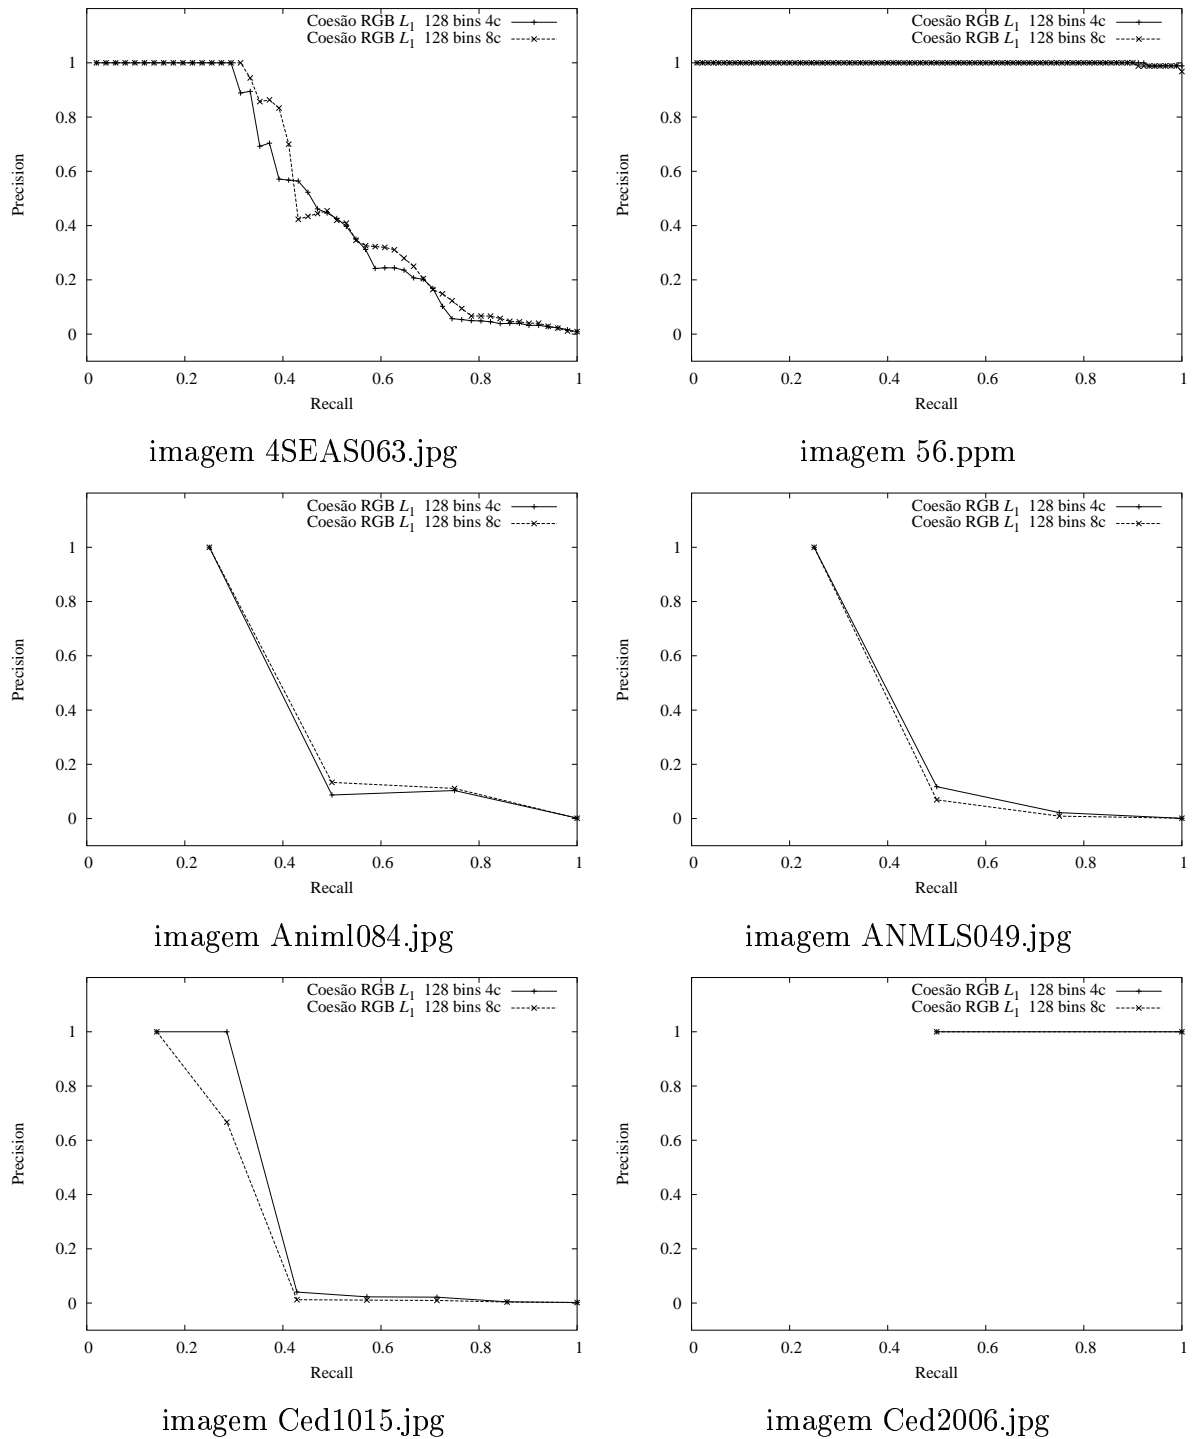 Coesão RGB L1 128 bins 4c
Coesão RGB L1 128 bins 8c
1
0.8
0.6
0.4
0.2
0
Precision
0 0.2 0.4 0.6 0.8 1
Recall
imagem 4SEAS063.jpg
Coesão RGB L1 128 bins 4c
Coesão RGB L1 128 bins 8c
1
0.8
0.6
0.4
0.2
0
Precision
0 0.2 0.4 0.6 0.8 1
Recall
imagem 56.ppm
Coesão RGB L1 128 bins 4c
Coesão RGB L1 128 bins 8c
1
0.8
0.6
0.4
0.2
0
Precision
0 0.2 0.4 0.6 0.8 1
Recall
imagem Animl084.jpg
Coesão RGB L1 128 bins 4c
Coesão RGB L1 128 bins 8c
1
0.8
0.6
0.4
0.2
0
Precision
0 0.2 0.4 0.6 0.8 1
Recall
imagem ANMLS049.jpg
Coesão RGB L1 128 bins 4c
Coesão RGB L1 128 bins 8c
1
0.8
0.6
0.4
0.2
0
Precision
0 0.2 0.4 0.6 0.8 1
Recall
imagem Ced1015.jpg
Coesão RGB L1 128 bins 4c
Coesão RGB L1 128 bins 8c
1
0.8
0.6
0.4
0.2
0
Precision
0 0.2 0.4 0.6 0.8 1
Recall
imagem Ced2006.jpg